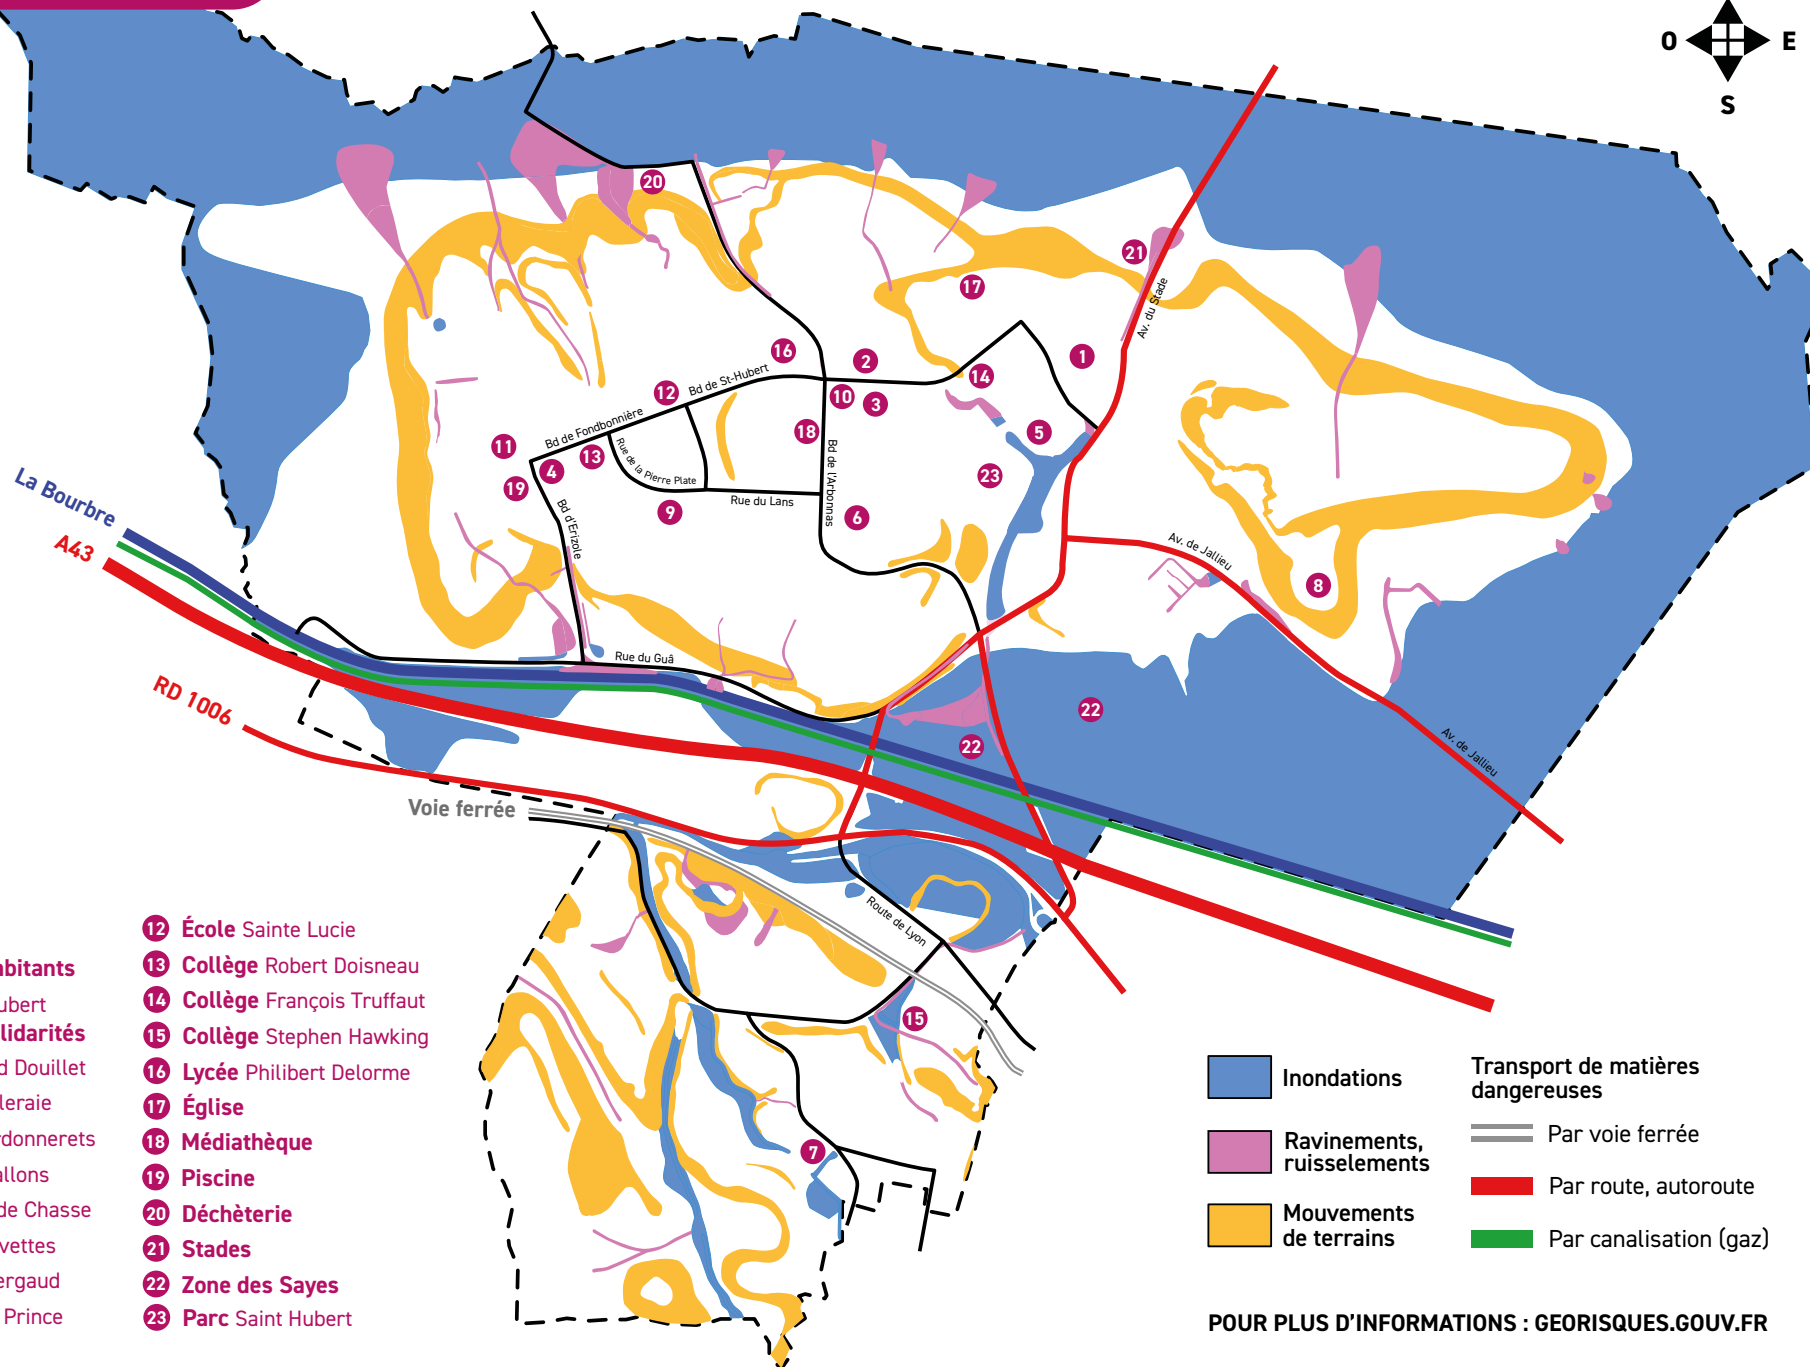 O
E
S
20
21
17
16
2
1
14
12
Bd de St-Hubert
10
3
Av. du Stade
11
Bd de Fondbonnière
18
5
4
13
Rue de la Pierre Plate
23
19
9
Rue du Lans
Bd de l'Arbonnas
6
Bd d'Erizole
La Bourbre
A43
Av. de Jallieu
8
Rue du Guâ
RD 1006
22
22
Av. de Jallieu
Voie ferrée
Route de Lyon
15
7
abitants
ubert
lidarités
d Douillet
leraie
rdonnerets
allons
de Chasse
vettes
ergaud
Prince
12 École Sainte Lucie
13 Collège Robert Doisneau
14 Collège François Truffaut
15 Collège Stephen Hawking
16 Lycée Philibert Delorme
17 Église
18 Médiathèque
19 Piscine
20 Déchèterie
21 Stades
22 Zone des Sayes
23 Parc Saint Hubert
Inondations
Ravinements,
ruisselements
Mouvements
de terrains
Transport de matières
dangereuses
Par voie ferrée
Par route, autoroute
Par canalisation (gaz)
POUR PLUS D'INFORMATIONS : GEORISQUES.GOUV.FR